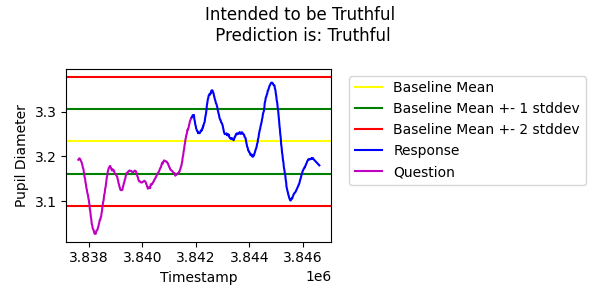 Intended to be Truthful
Prediction is: Truthful
Pupil Diameter
3.3
3.2
3.1
3.838
3.840
3.842
3.844
3.846
1e6
Timestamp
Baseline Mean
Baseline Mean +- 1 stddev
Baseline Mean +- 2 stddev
Response
Question